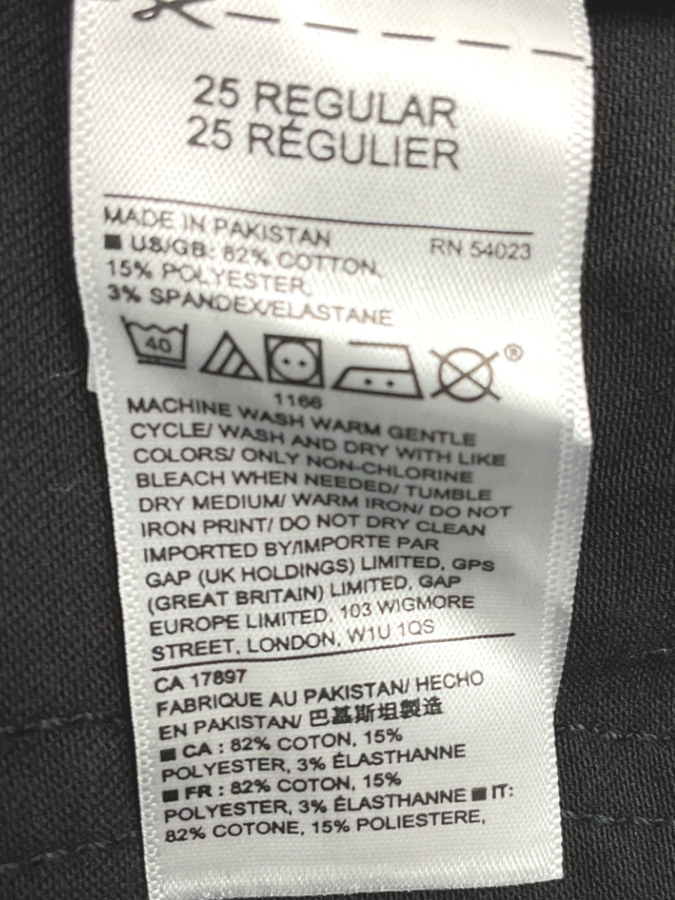 25 REGULAR
25 RÉGULIER
MADE IN PAKISTAN RN 54023
■ US/GB: 82% COTTON,
15% POLYESTER,
3% SPANDEX/ELASTANE
40 ®
1166
MACHINE WASH WARM GENTLE
CYCLE/ WASH AND DRY WITH LIKE
COLORS/ ONLY NON-CHLORINE
BLEACH WHEN NEEDED/ TUMBLE
DRY MEDIUM/ WARM IRON/ DO NOT
IRON PRINT/ DO NOT DRY CLEAN
IMPORTED BY/IMPORTE PAR
GAP (UK HOLDINGS) LIMITED, GPS
(GREAT BRITAIN) LIMITED, GAP
EUROPE LIMITED, 103 WIGMORE
STREET, LONDON, W1U 1QS
CA 17897
FABRIQUE AU PAKISTAN/ HECHO
EN PAKISTAN/ 巴基斯坦製造
■ CA : 82% COTON, 15%
POLYESTER, 3% ÉLASTHANNE
■ FR : 82% COTON, 15%
POLYESTER, 3% ÉLASTHANNE ■ IT:
82% COTONE, 15% POLIESTERE,